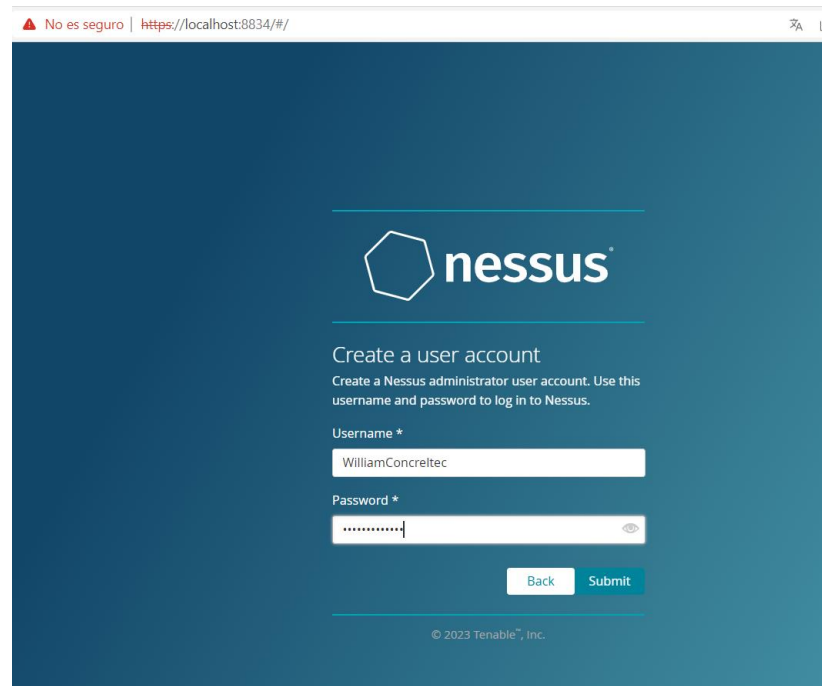 No es seguro | https://localhost:8834/#/
nessus
Create a user account
Create a Nessus administrator user account. Use this
username and password to log in to Nessus.
Username *
WilliamConcreltec
Password *
•••••••••••••
Back Submit
© 2023 Tenable™, Inc.